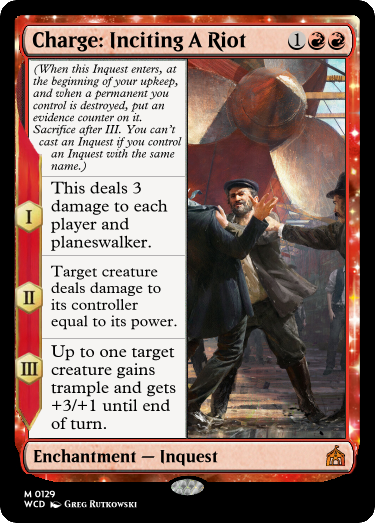 Charge: Inciting A Riot 1
(When this Inquest enters, at
the beginning of your upkeep,
and when a permanent you
control is destroyed, put an
evidence counter on it.
Sacrifice after III. You can't
cast an Inquest if you control
an Inquest with the same
name.)
I
This deals 3
damage to each
player and
planeswalker.
II
Target creature
deals damage to
its controller
equal to its power.
III
Up to one target
creature gains
trample and gets
+3/+1 until end
of turn.
Enchantment — Inquest
M 0129
WCD Greg Rutkowski